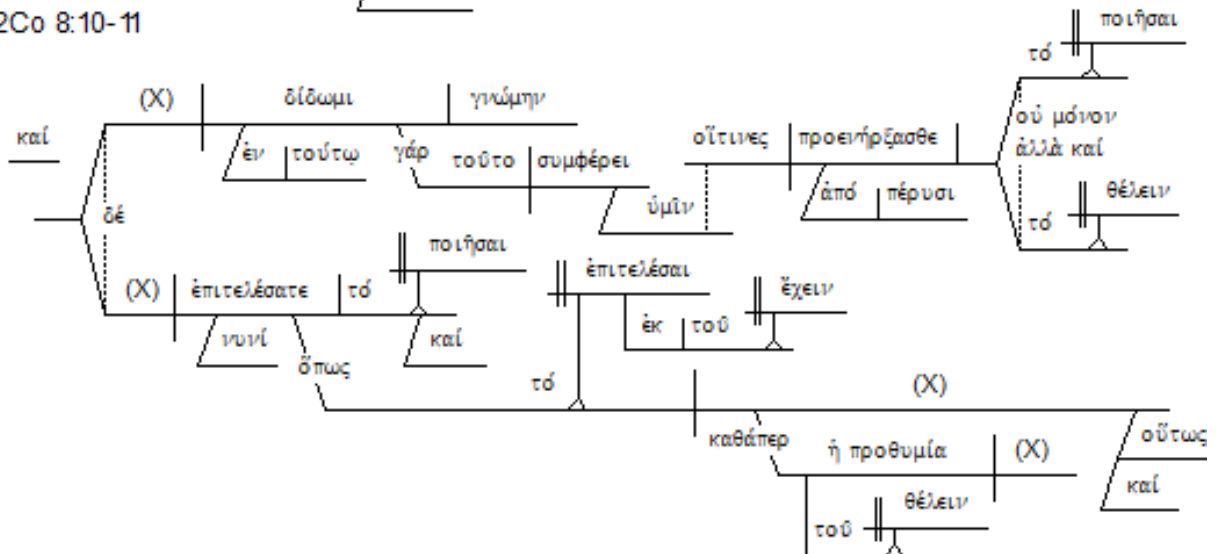 2Co 8:10-11
ποιῆσαι
τό
(X) δίδωμι γνώμην
οὐ μόνον
καί
οἵτινες προενήρξασθε
ἀλλὰ καί
ἐν τούτῳ γάρ τοῦτο συμφέρει
θέλειν
δέ
ὑμῖν
ἀπό πέρυσι
τό
ποιῆσαι
ἐπιτελέσαι
(X) ἐπιτελέσατε τό
ἔχειν
νυνί
καί
ἐκ τοῦ
ὅπως
τό
(X)
καθάπερ
οὕτως
ἡ προθυμία (X)
καί
θέλειν
τοῦ